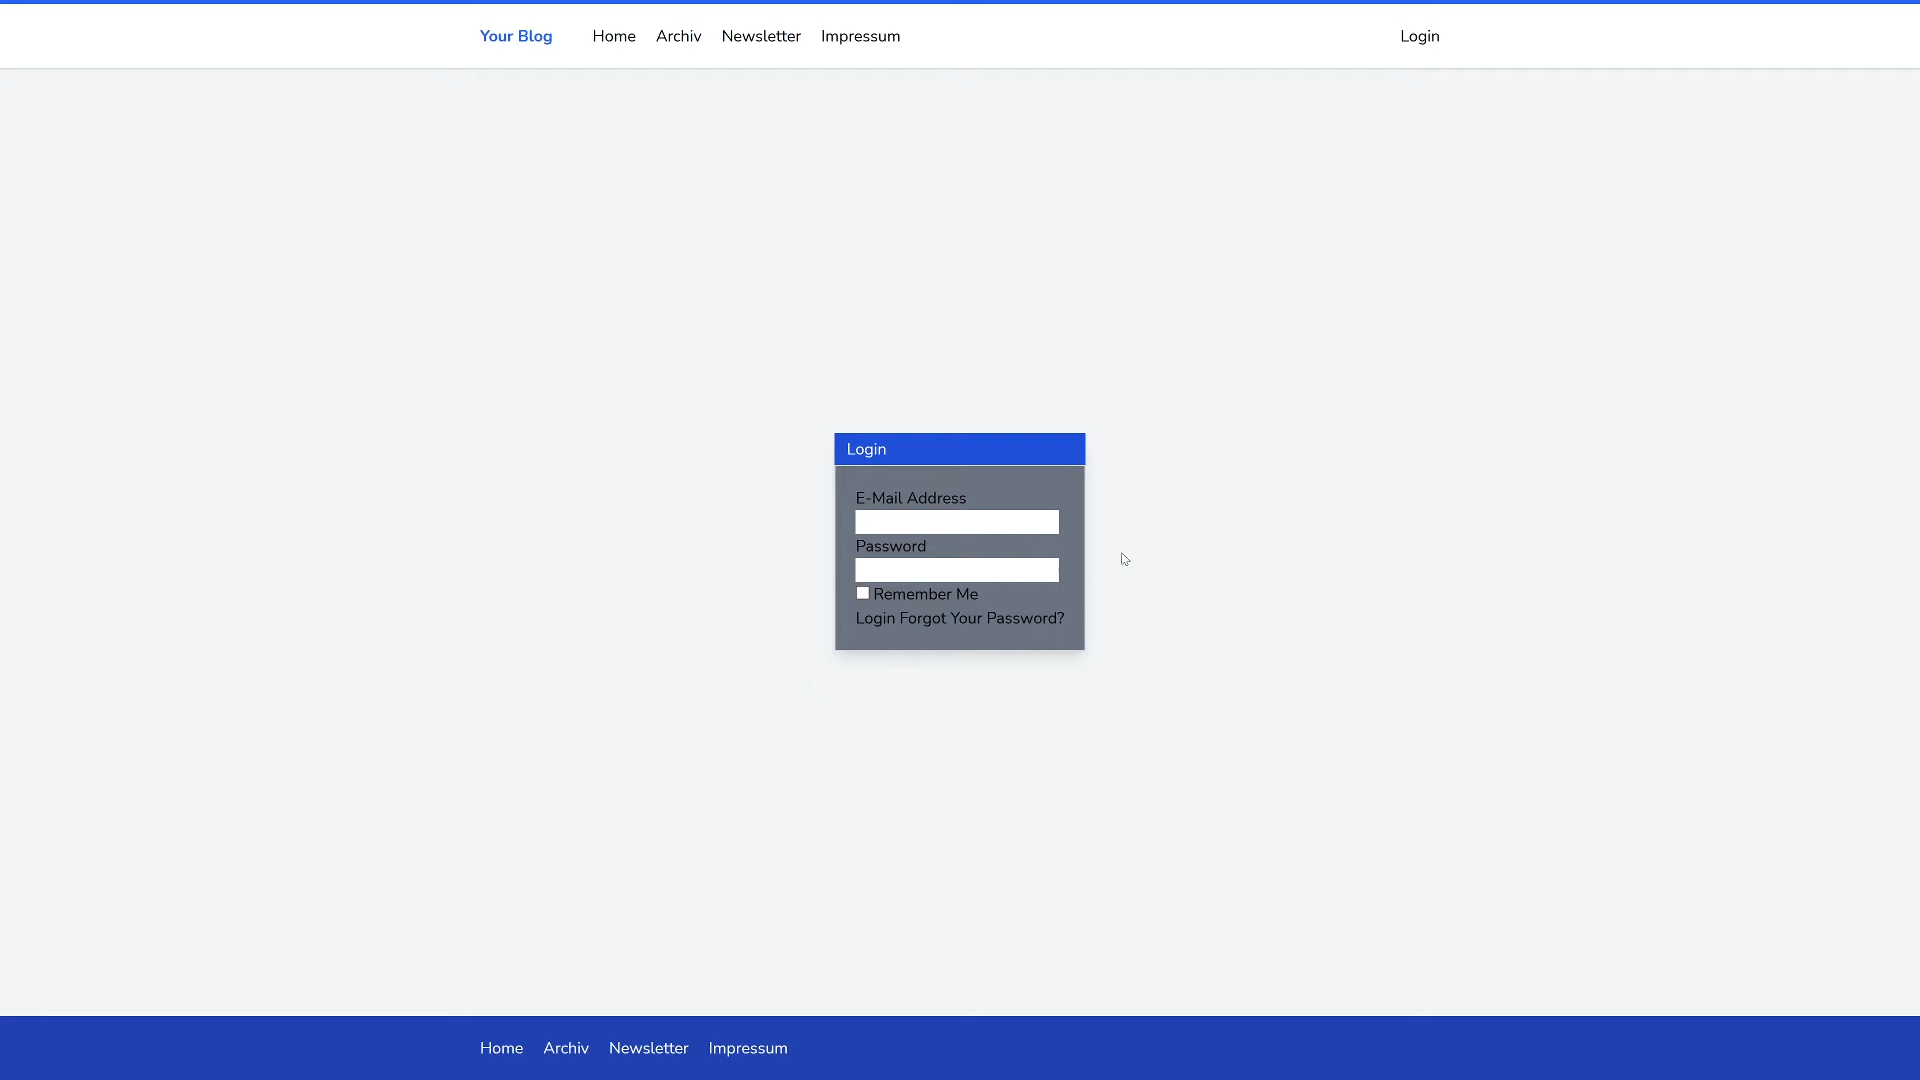 Your Blog Home Archiv Newsletter Impressum Login
Login
E-Mail Address
Password
Remember Me
Login Forgot Your Password?
Home Archiv Newsletter Impressum